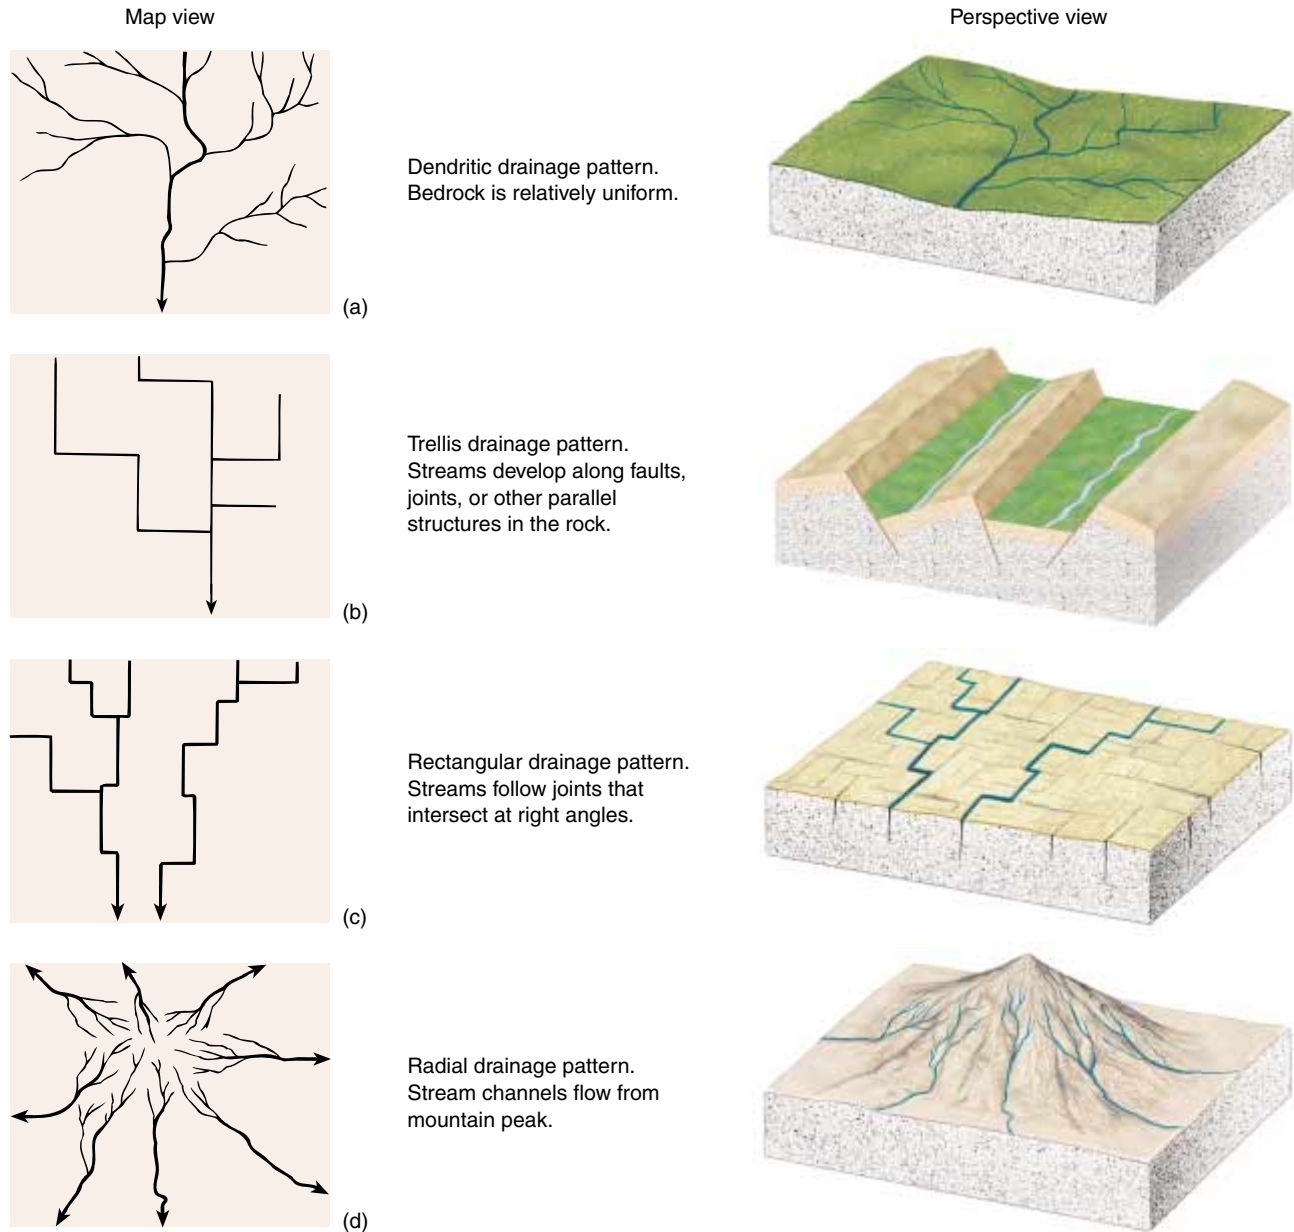 Map view
Perspective view
Dendritic drainage pattern.
Bedrock is relatively uniform.
(a)
Trellis drainage pattern.
Streams develop along faults,
joints, or other parallel
structures in the rock.
(b)
Rectangular drainage pattern.
Streams follow joints that
intersect at right angles.
(c)
Radial drainage pattern.
Stream channels flow from
mountain peak.
(d)